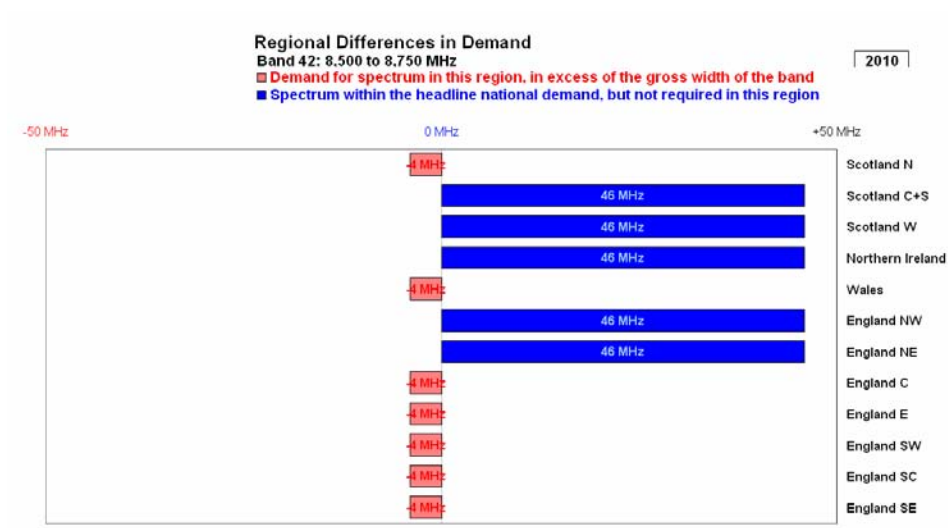 Regional Differences in Demand
Band 42: 8,500 to 8,750 MHz
2010
Demand for spectrum in this region, in excess of the gross width of the band
Spectrum within the headline national demand, but not required in this region
-50 MHz 0 MHz +50 MHz
-4 MHz Scotland N
46 MHz Scotland C+S
46 MHz Scotland W
46 MHz Northern Ireland
-4 MHz Wales
46 MHz England NW
46 MHz England NE
-4 MHz England C
-4 MHz England E
-4 MHz England SW
-4 MHz England SC
-4 MHz England SE